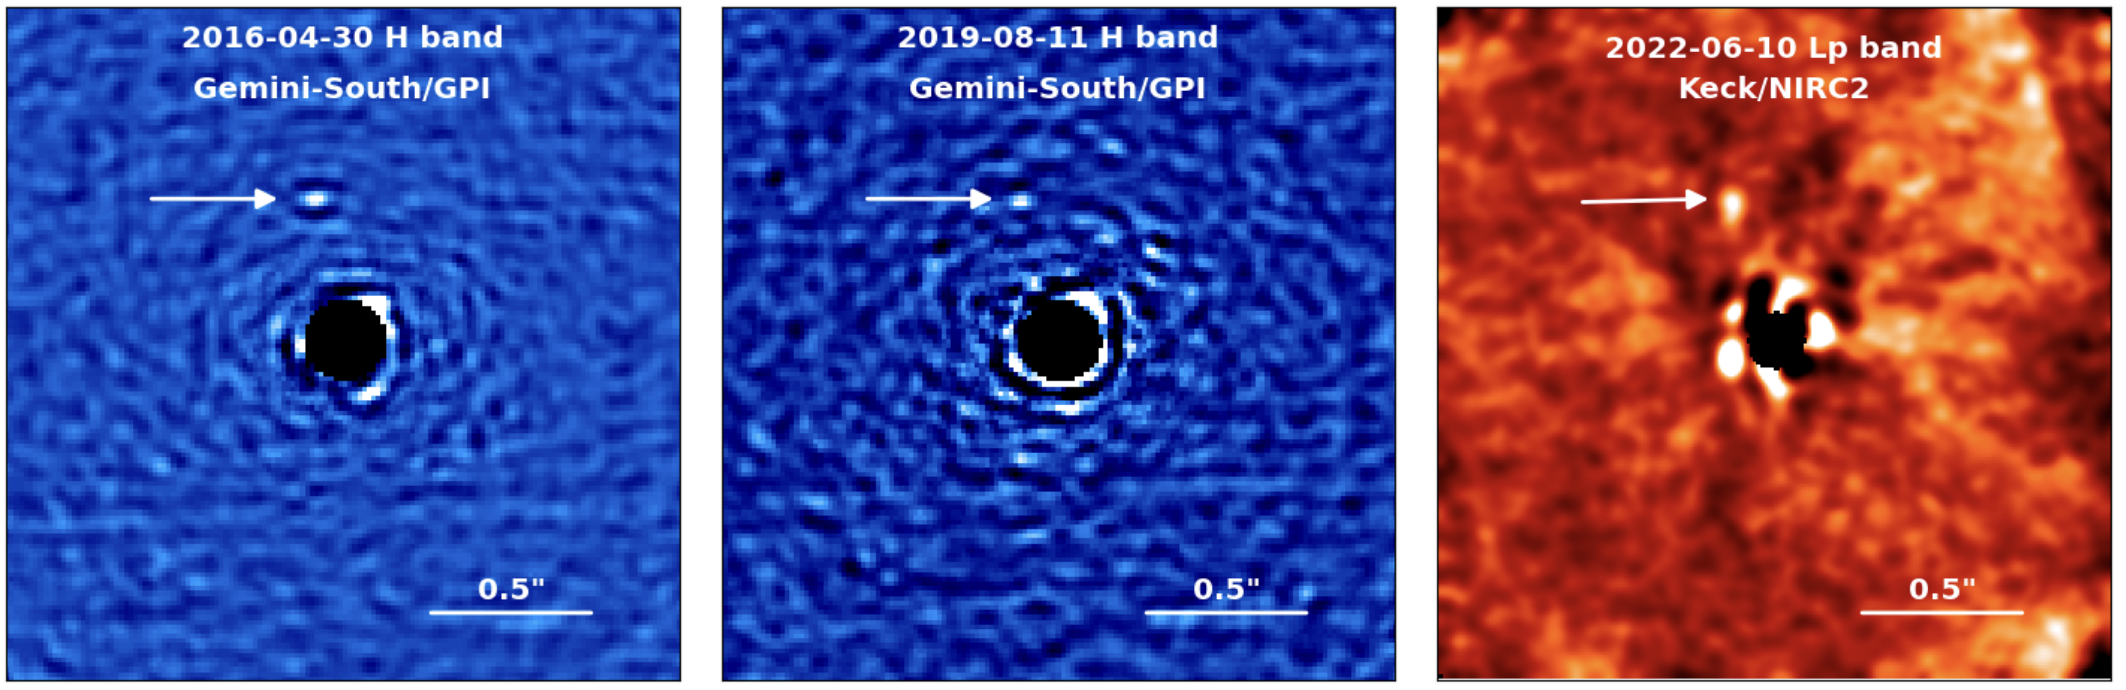 2016-04-30 H band
Gemini-South/GPI
0.5"
2019-08-11 H band
Gemini-South/GPI
0.5"
2022-06-10 Lp band
Keck/NIRC2
0.5"